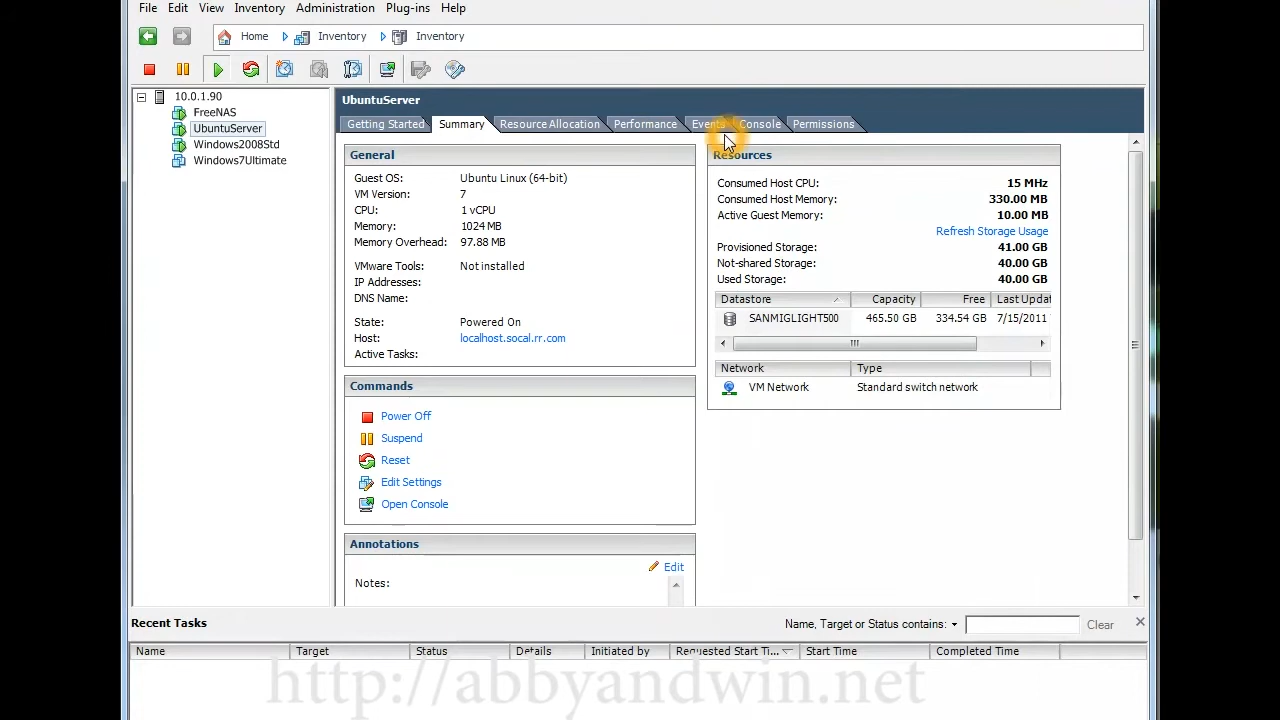 File Edit View Inventory Administration Plug-ins Help
Home Inventory Inventory
10.0.1.90
FreeNAS
UbuntuServer
Windows2008Std
Windows7Ultimate
UbuntuServer
Getting Started Summary Resource Allocation Performance Events Console Permissions
General
Guest OS: Ubuntu Linux (64-bit)
VM Version: 7
CPU: 1 vCPU
Memory: 1024 MB
Memory Overhead: 97.88 MB
VMware Tools: Not installed
IP Addresses:
DNS Name:
State: Powered On
Host: localhost.socal.rr.com
Active Tasks:
Commands
Power Off
Suspend
Reset
Edit Settings
Open Console
Annotations
Edit
Notes:
Resources
Consumed Host CPU: 15 MHz
Consumed Host Memory: 330.00 MB
Active Guest Memory: 10.00 MB
Refresh Storage Usage
Provisioned Storage: 41.00 GB
Not-shared Storage: 40.00 GB
Used Storage: 40.00 GB
Datastore Capacity Free Last Updat
SANMIGLIGHT500 465.50 GB 334.54 GB 7/15/2011
Network Type
VM Network Standard switch network
Recent Tasks Name, Target or Status contains: Clear
Name Target Status Details Initiated by Requested Start Ti... Start Time Completed Time
http://abbyandwin.net